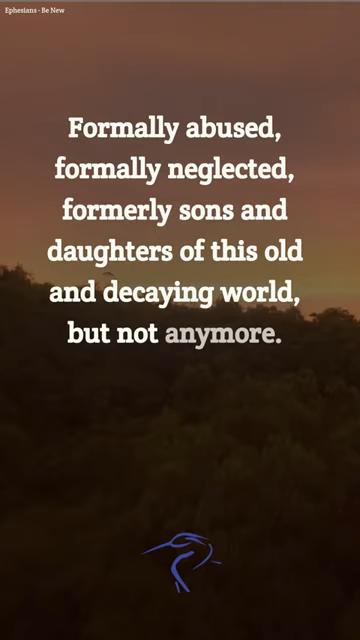 Ephesians - Be New
Formally abused,
formally neglected,
formerly sons and
daughters of this old
and decaying world,
but not anymore.